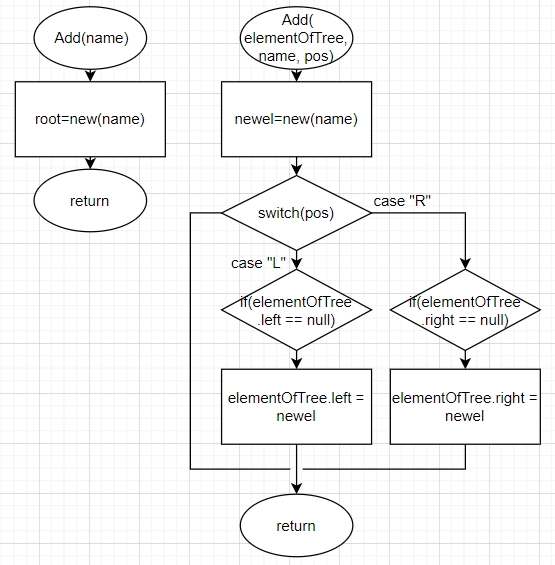 Add(name)
root=new(name)
return
Add(
elementOfTree,
name, pos)
newel=new(name)
switch(pos)
case "R"
case "L"
if(elementOfTree
.left == null)
if(elementOfTree
.right == null)
elementOfTree.left =
newel
elementOfTree.right =
newel
return